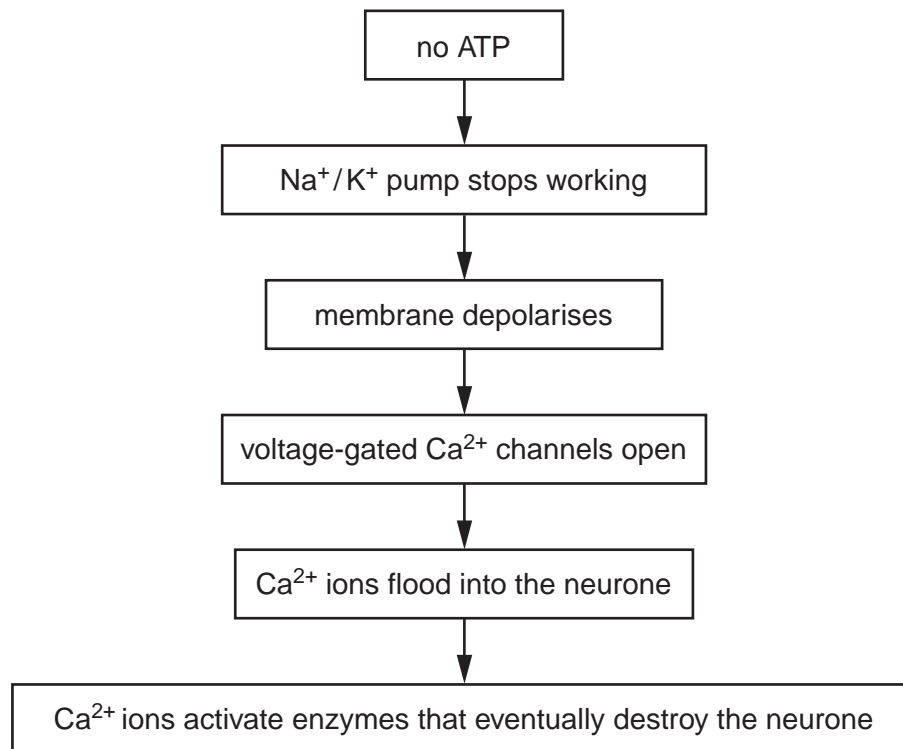 no ATP
Na⁺/K⁺ pump stops working
membrane depolarises
voltage-gated Ca²⁺ channels open
Ca²⁺ ions flood into the neurone
Ca²⁺ ions activate enzymes that eventually destroy the neurone